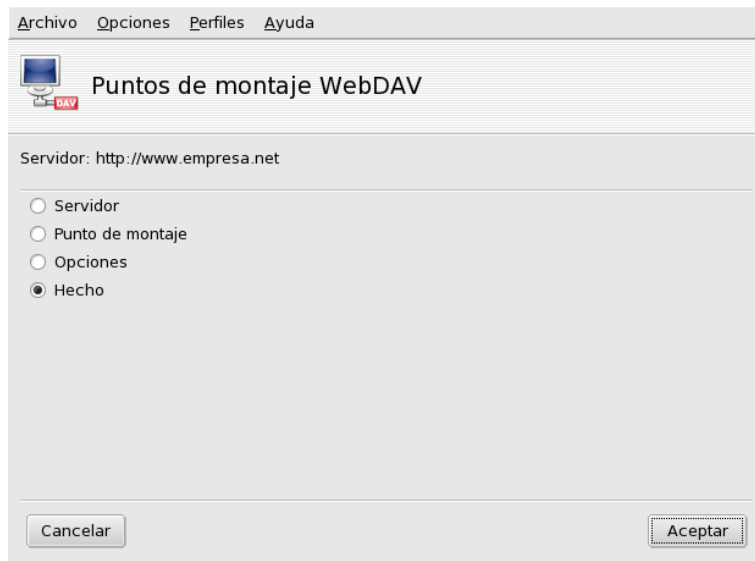 Archivo Opciones Perfiles Ayuda
Puntos de montaje WebDAV
DAV
Servidor: http://www.empresa.net
Servidor
Punto de montaje
Opciones
Hecho
Cancelar Aceptar